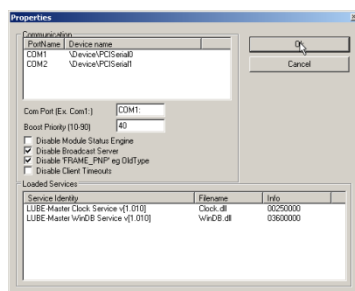 Properties
Communication
PortName Device name
COM1 \Device\PCISerial0
COM2 \Device\PCISerial1
OK
Cancel
Com Port (Ex. Com1:) COM1:
Boost Priority (10-90) 40
Disable Module Status Engine
Disable Broadcast Server
Disable 'FRAME_PNP' eg OldType
Disable Client Timeouts
Loaded Services
Service Identity Filename Info
LUBE-Master Clock Service v[1.010] Clock.dll 00250000
LUBE-Master WinDB Service v[1.010] WinDB.dll 03600000